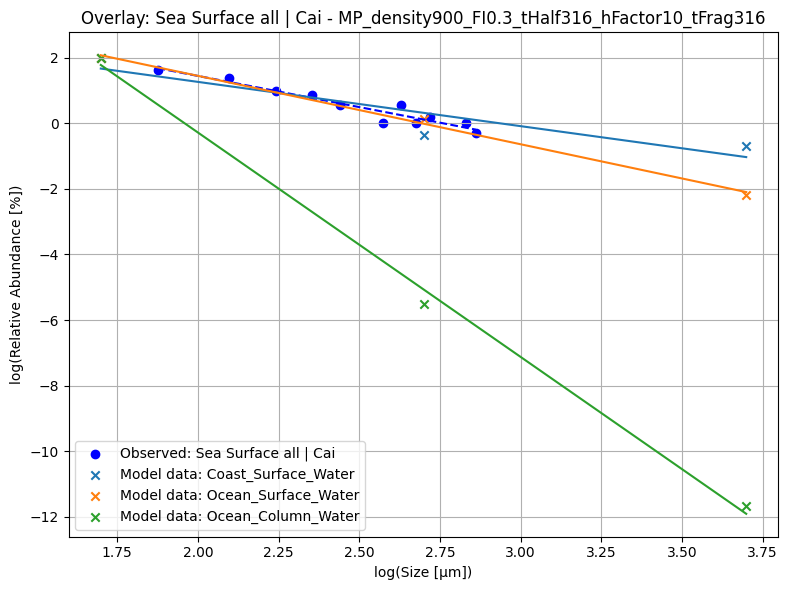 Overlay: Sea Surface all | Cai - MP_density900_FI0.3_tHalf316_hFactor10_tFrag316
log(Relative Abundance [%])
2
0
−2
−4
−6
−8
−10
−12
Observed: Sea Surface all | Cai
Model data: Coast_Surface_Water
Model data: Ocean_Surface_Water
Model data: Ocean_Column_Water
1.75 2.00 2.25 2.50 2.75 3.00 3.25 3.50 3.75
log(Size [μm])